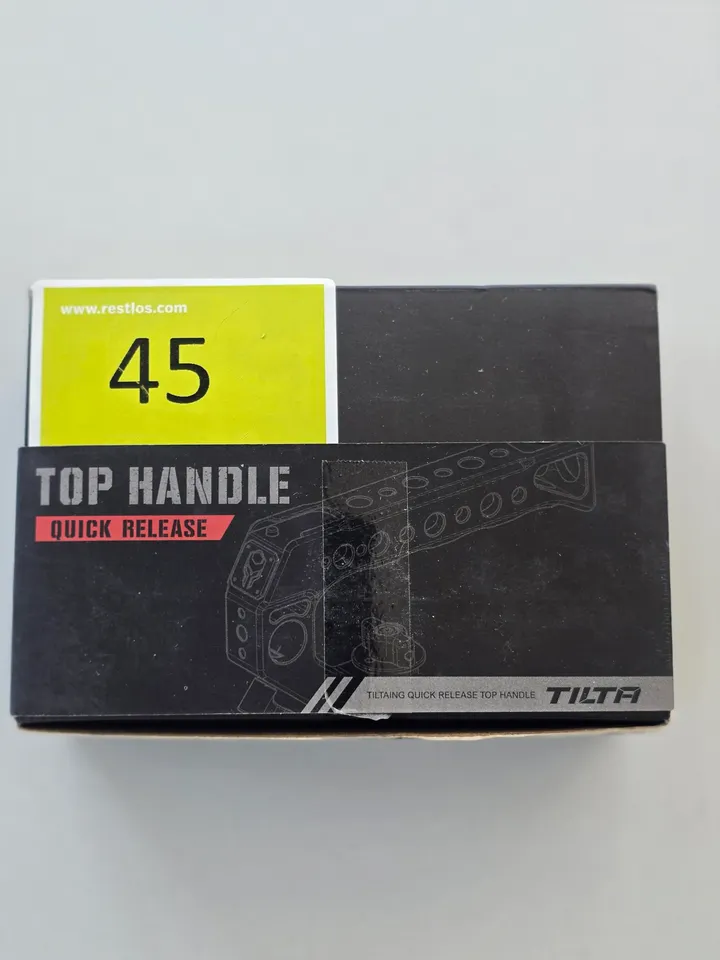 www.restlos.com
45
TOP HANDLE
QUICK RELEASE
TILTAING QUICK RELEASE TOP HANDLE TILTA